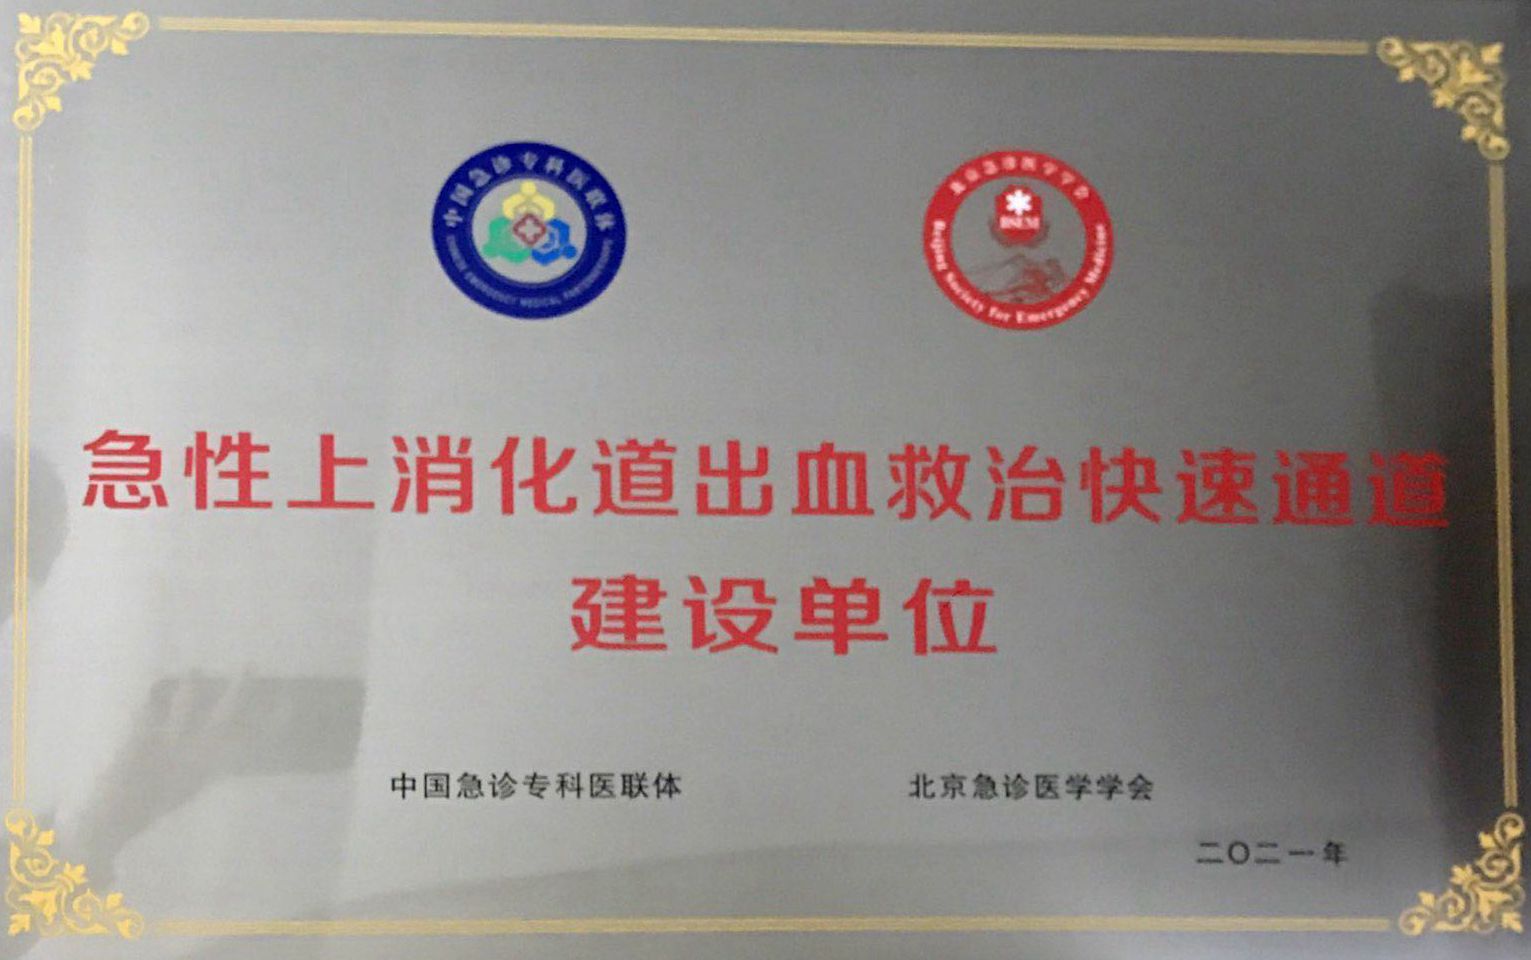 中国急诊专科医联体
EMERGENCY MEDICAL
北京急诊医学学会
BSEM
Beijing Society for Emergency Medicine
急性上消化道出血救治快速通道
建设单位
中国急诊专科医联体
北京急诊医学学会
二〇二一年